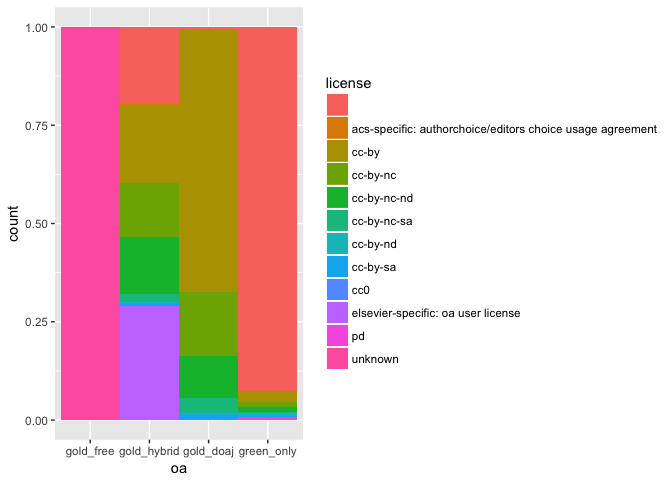 1.00
0.75
0.50
0.25
0.00
count
gold_free gold_hybrid gold_doaj green_only
oa
license
acs-specific: authorchoice/editors choice usage agreement
cc-by
cc-by-nc
cc-by-nc-nd
cc-by-nc-sa
cc-by-nd
cc-by-sa
cc0
elsevier-specific: oa user license
pd
unknown